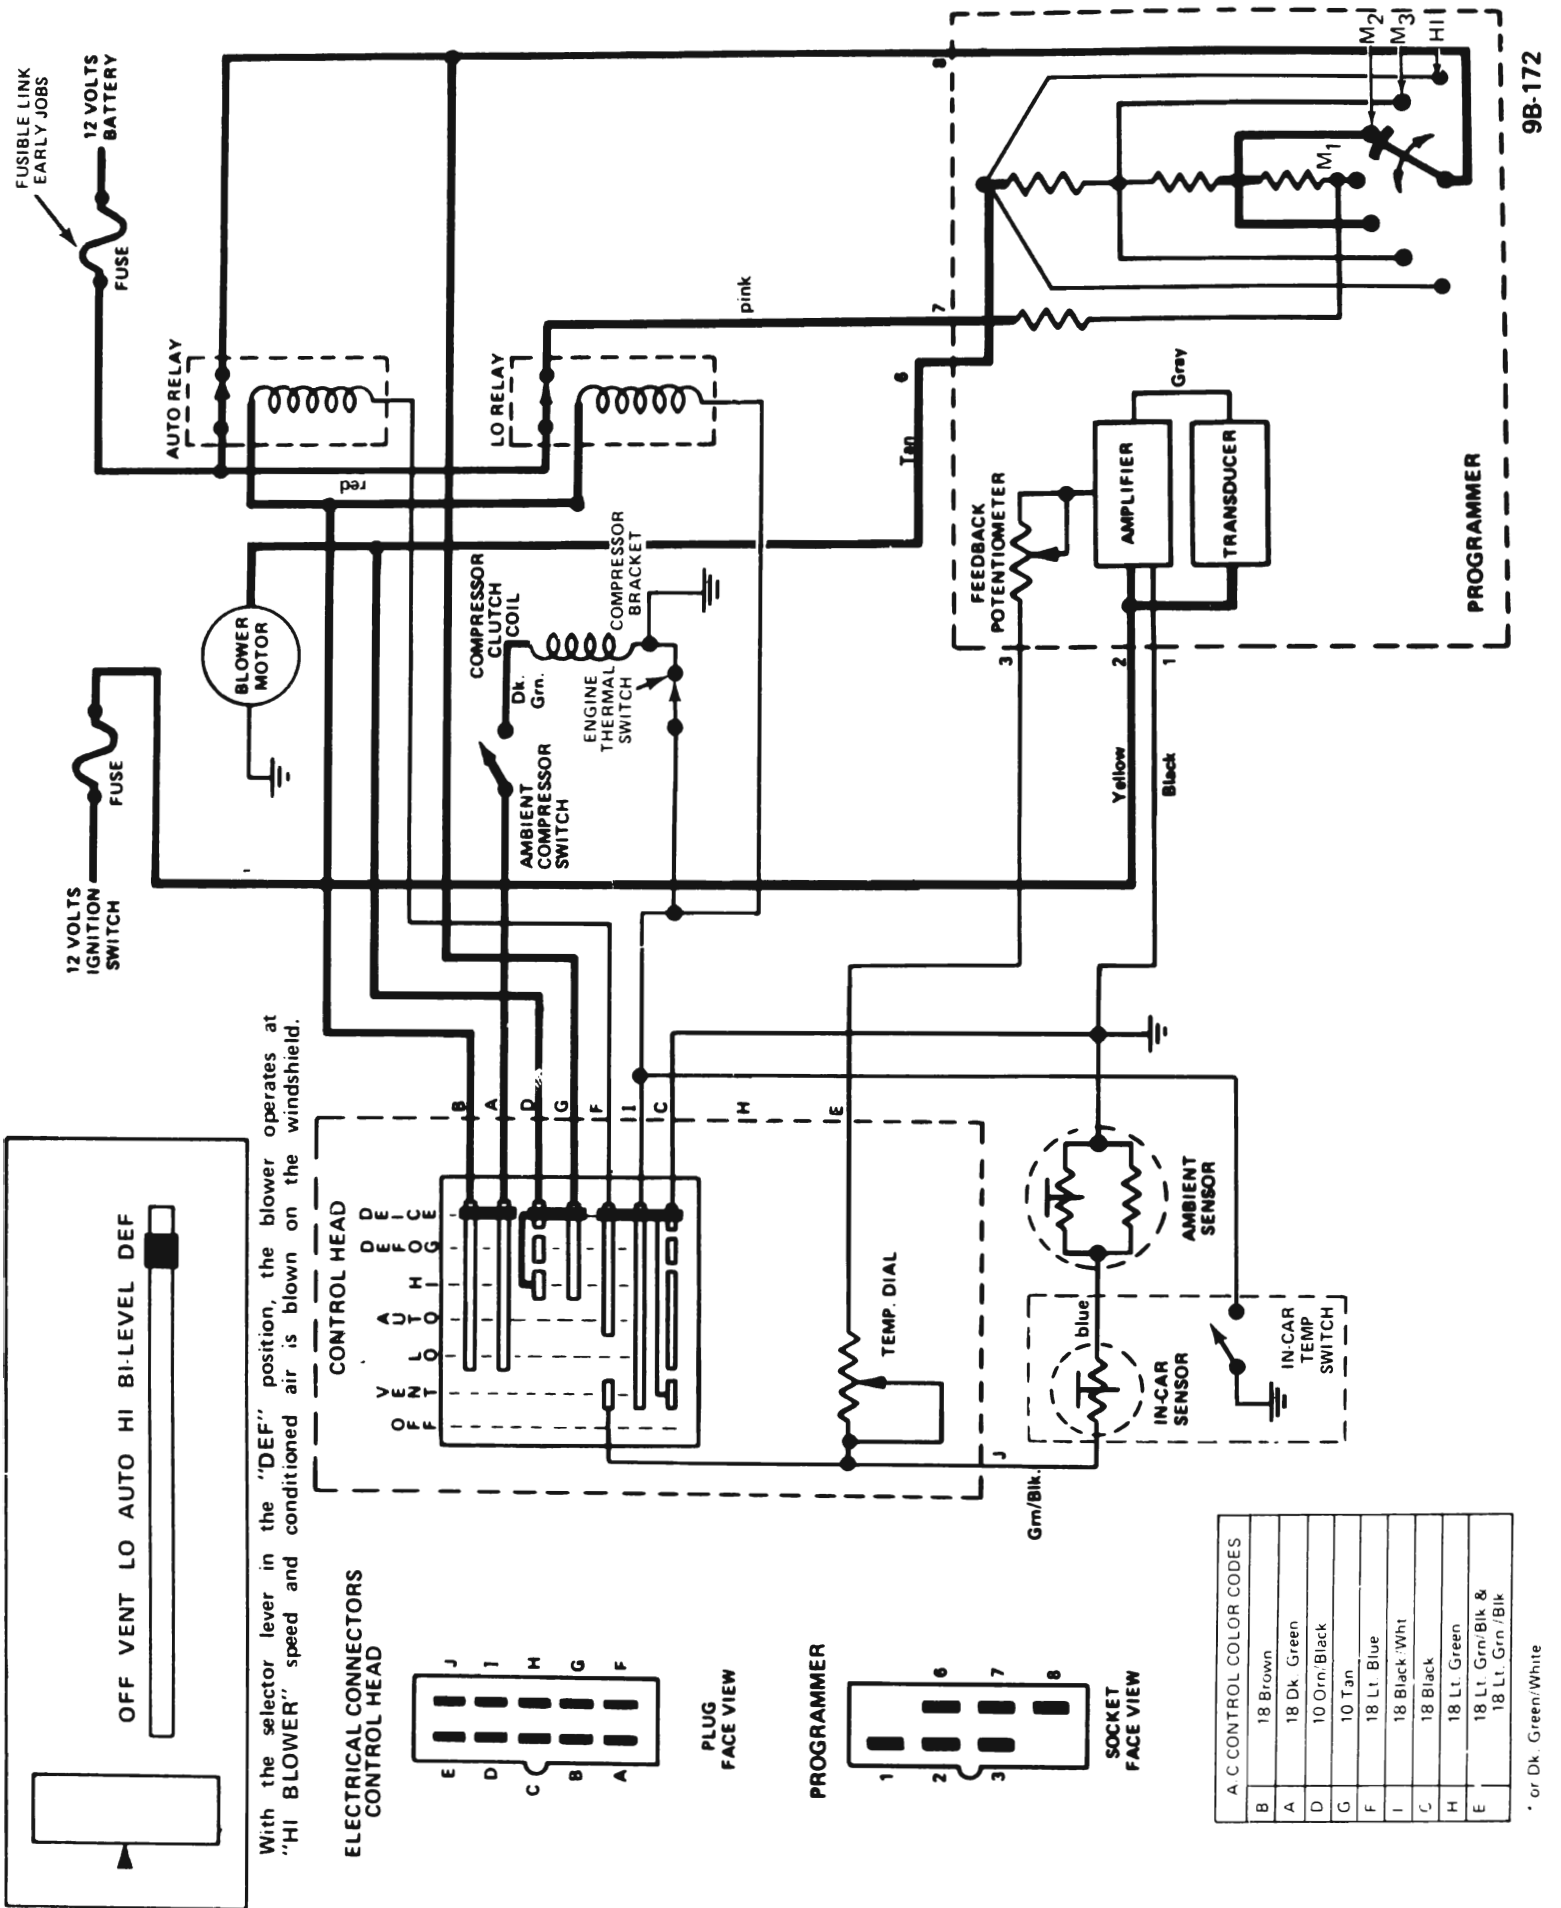 OFF VENT LO AUTO HI BI-LEVEL DEF
With the selector lever in the "DEF" position, the blower operates at
"HI BLOWER" speed and conditioned air is blown on the windshield.
12 VOLTS
IGNITION
SWITCH
FUSE
FUSIBLE LINK
EARLY JOBS
12 VOLTS
BATTERY
FUSE
BLOWER
MOTOR
AUTO RELAY
red
LO RELAY
pink
Tan
COMPRESSOR
CLUTCH
COIL
Dk.
Grn.
COMPRESSOR
BRACKET
ENGINE
THERMAL
SWITCH
AMBIENT
COMPRESSOR
SWITCH
CONTROL HEAD
OFF
VENT
LO
AUTO
HI
DEFOG
DEICE
B
A
D
G
F
I
C
H
E
J
TEMP. DIAL
Grn/Blk.
AMBIENT
SENSOR
blue
IN-CAR
SENSOR
IN-CAR
TEMP
SWITCH
Yellow
Black
3
2
1
6
7
8
FEEDBACK
POTENTIOMETER
AMPLIFIER
TRANSDUCER
Gray
PROGRAMMER
M1
M2
M3
HI
9B-172
ELECTRICAL CONNECTORS
CONTROL HEAD
E
D
C
B
A
J
I
H
G
F
PLUG
FACE VIEW
PROGRAMMER
1
2
3
6
7
8
SOCKET
FACE VIEW
A.C CONTROL COLOR CODES
B 18 Brown
A 18 Dk. Green
D 10 Orn/Black
G 10 Tan
F 18 Lt. Blue
I 18 Black/Wht
C 18 Black
H 18 Lt. Green
E 18 Lt. Grn/Blk &
18 Lt. Grn/Blk
* or Dk. Green/White